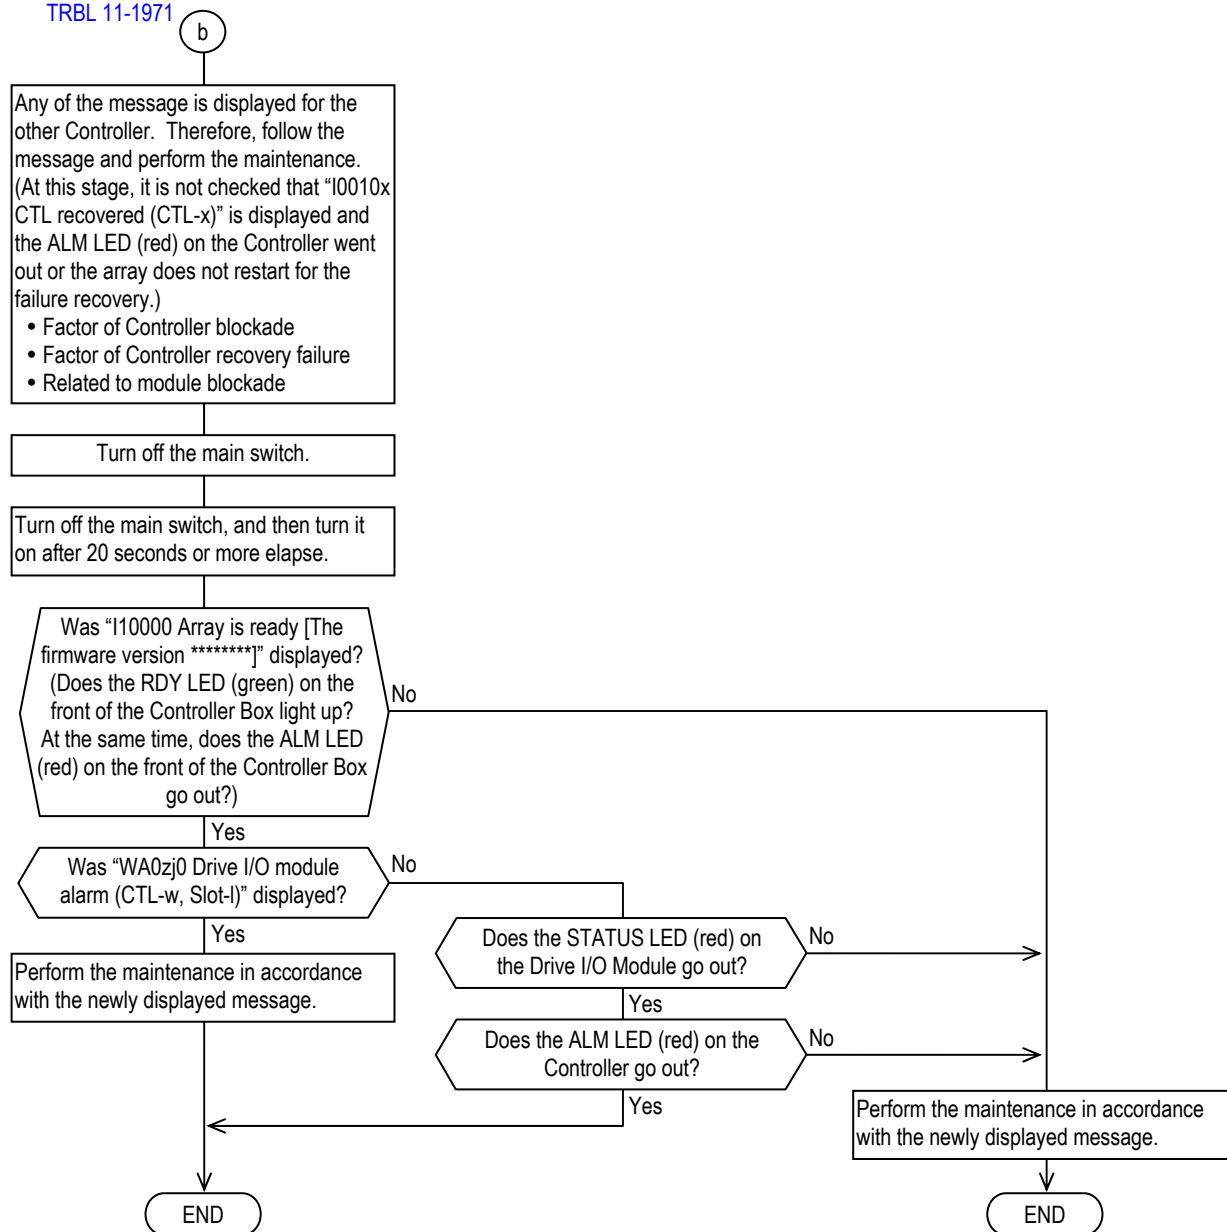 TRBL 11-1971
b
Any of the message is displayed for the
other Controller.  Therefore, follow the
message and perform the maintenance.
(At this stage, it is not checked that “I0010x
CTL recovered (CTL-x)” is displayed and
the ALM LED (red) on the Controller went
out or the array does not restart for the
failure recovery.)
• Factor of Controller blockade
• Factor of Controller recovery failure
• Related to module blockade
Turn off the main switch.
Turn off the main switch, and then turn it
on after 20 seconds or more elapse.
Was “I10000 Array is ready [The
firmware version ********]” displayed?
(Does the RDY LED (green) on the
front of the Controller Box light up?
At the same time, does the ALM LED
(red) on the front of the Controller Box
go out?)
No
Yes
Was “WA0zj0 Drive I/O module
alarm (CTL-w, Slot-l)” displayed?
No
Yes
Does the STATUS LED (red) on
the Drive I/O Module go out?
No
Yes
Perform the maintenance in accordance
with the newly displayed message.
Does the ALM LED (red) on the
Controller go out?
No
Yes
Perform the maintenance in accordance
with the newly displayed message.
END
END